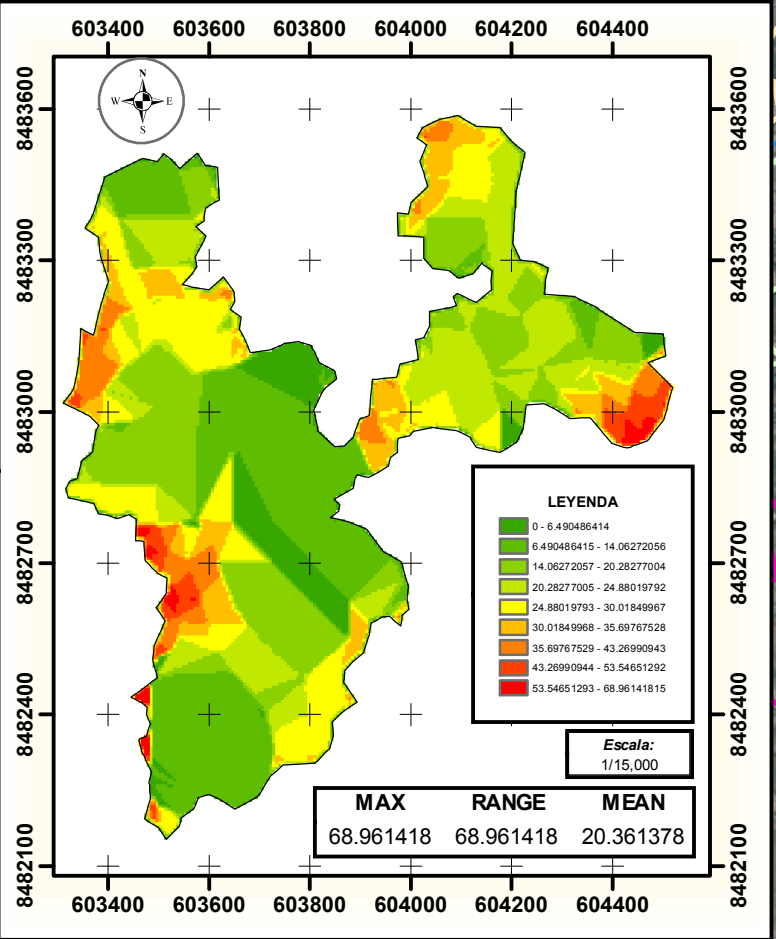 603400 603600 603800 604000 604200 604400
N
W E
S
8483600 8483600
8483300 8483300
8483000 8483000
8482700 8482700
8482400 8482400
8482100 8482100
LEYENDA
0 - 6.490486414
6.490486415 - 14.06272056
14.06272057 - 20.28277004
20.28277005 - 24.88019792
24.88019793 - 30.01849967
30.01849968 - 35.69767528
35.69767529 - 43.26990943
43.26990944 - 53.54651292
53.54651293 - 68.96141815
Escala:
1/15,000
MAX RANGE MEAN
68.961418 68.961418 20.361378
603400 603600 603800 604000 604200 604400